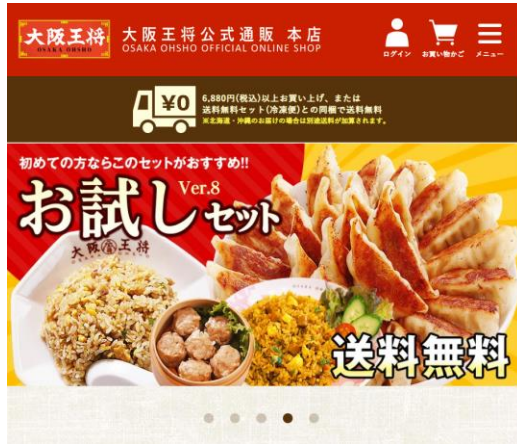 大阪王将
OSAKA OHSHO
大阪王将公式通販 本店
OSAKA OHSHO OFFICIAL ONLINE SHOP
ログイン
お買い物かご
メニュー
¥0
6,880円(税込)以上お買い上げ、または
送料無料セット(冷凍便)との同梱で送料無料
※北海道・沖縄のお届けの場合は別途送料が加算されます。
初めての方ならこのセットがおすすめ!!
お試しセット
Ver.8
大阪王将
送料無料